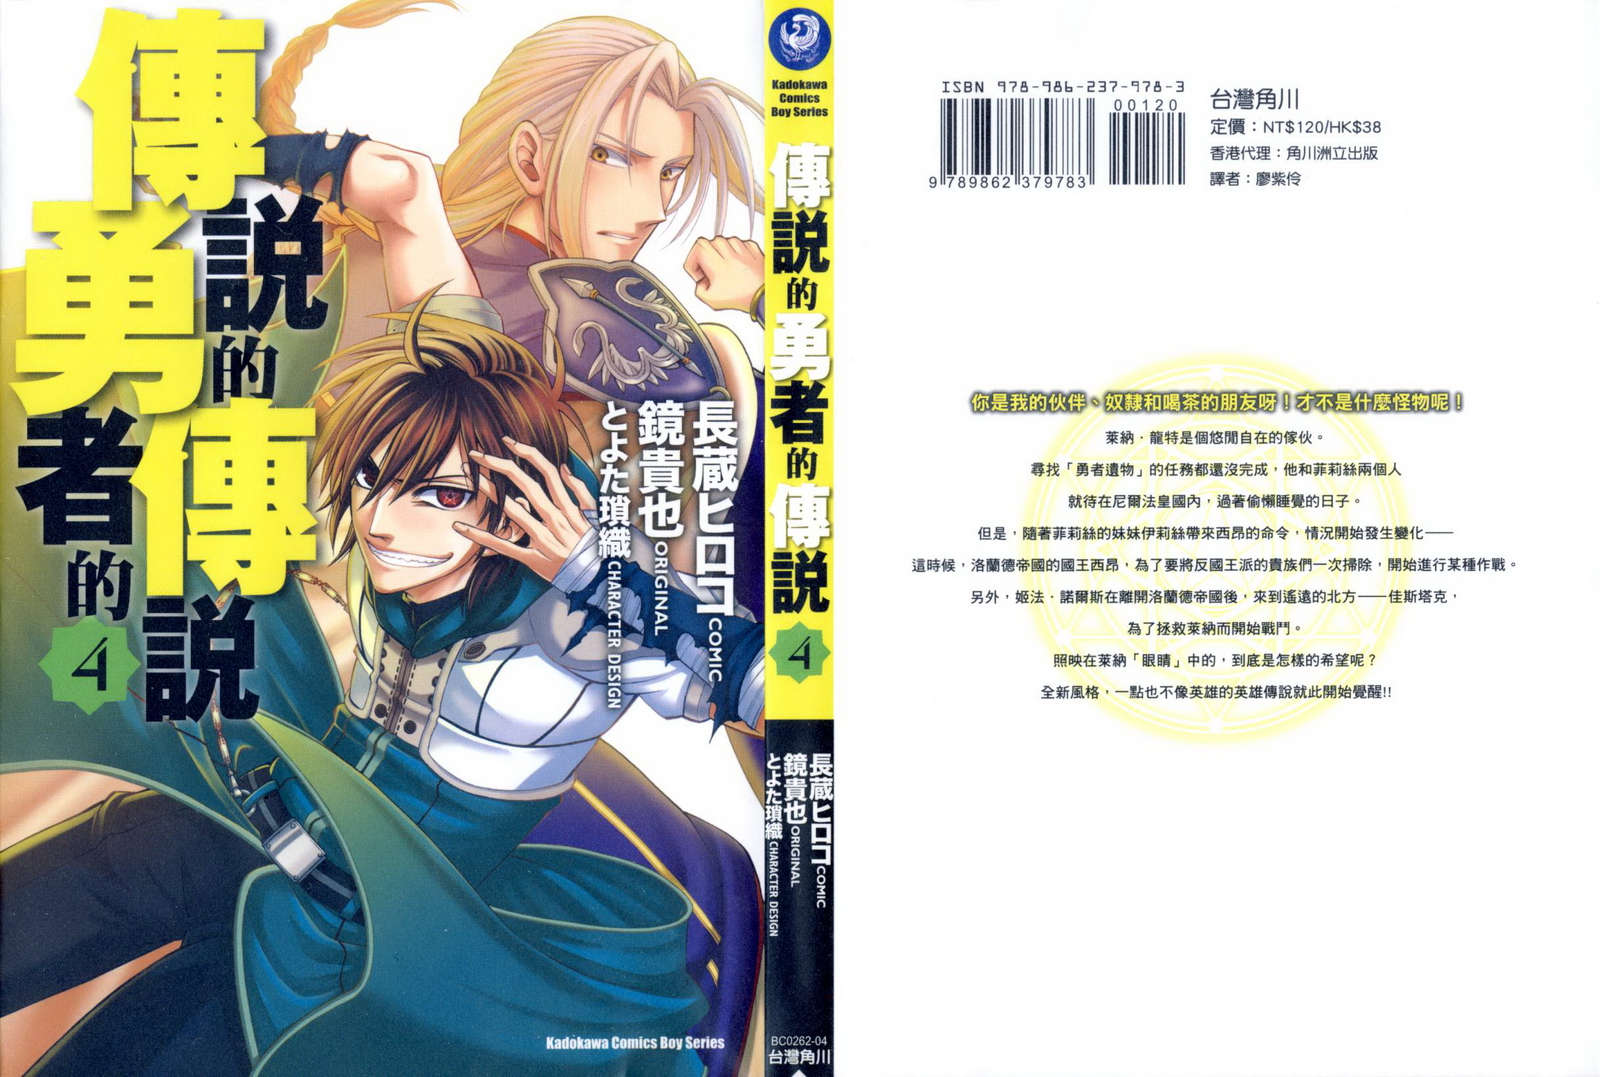 傳說的
勇者的
傳說
4
長蔵ヒロコ COMIC
鏡貴也 ORIGINAL
とよた瑣織 CHARACTER DESIGN
Kadokawa Comics Boy Series
Kadokawa
Comics
Boy Series
傳說的勇者的傳說
4
長蔵ヒロコ COMIC
鏡貴也 ORIGINAL
とよた瑣織 CHARACTER DESIGN
BC0262-04
台灣角川
ISBN 978-986-237-978-3
00120
9 789862 379783
台灣角川
定價：NT$120/HK$38
香港代理：角川洲立出版
譯者：廖紫伶
你是我的伙伴、奴隸和喝茶的朋友呀！才不是什麼怪物呢！
萊納．龍特是個悠閒自在的傢伙。
尋找「勇者遺物」的任務都還沒完成，他和菲莉絲兩個人
就待在尼爾法皇國內，過著偷懶睡覺的日子。
但是，隨著菲莉絲的妹妹伊莉絲帶來西昂的命令，情況開始發生變化——
這時候，洛蘭德帝國的國王西昂，為了要將反國王派的貴族們一次掃除，開始進行某種作戰。
另外，姬法．諾爾斯在離開洛蘭德帝國後，來到遙遠的北方——佳斯塔克，
為了拯救萊納而開始戰鬥。
照映在萊納「眼睛」中的，到底是怎樣的希望呢？
全新風格，一點也不像英雄的英雄傳說就此開始覺醒!!